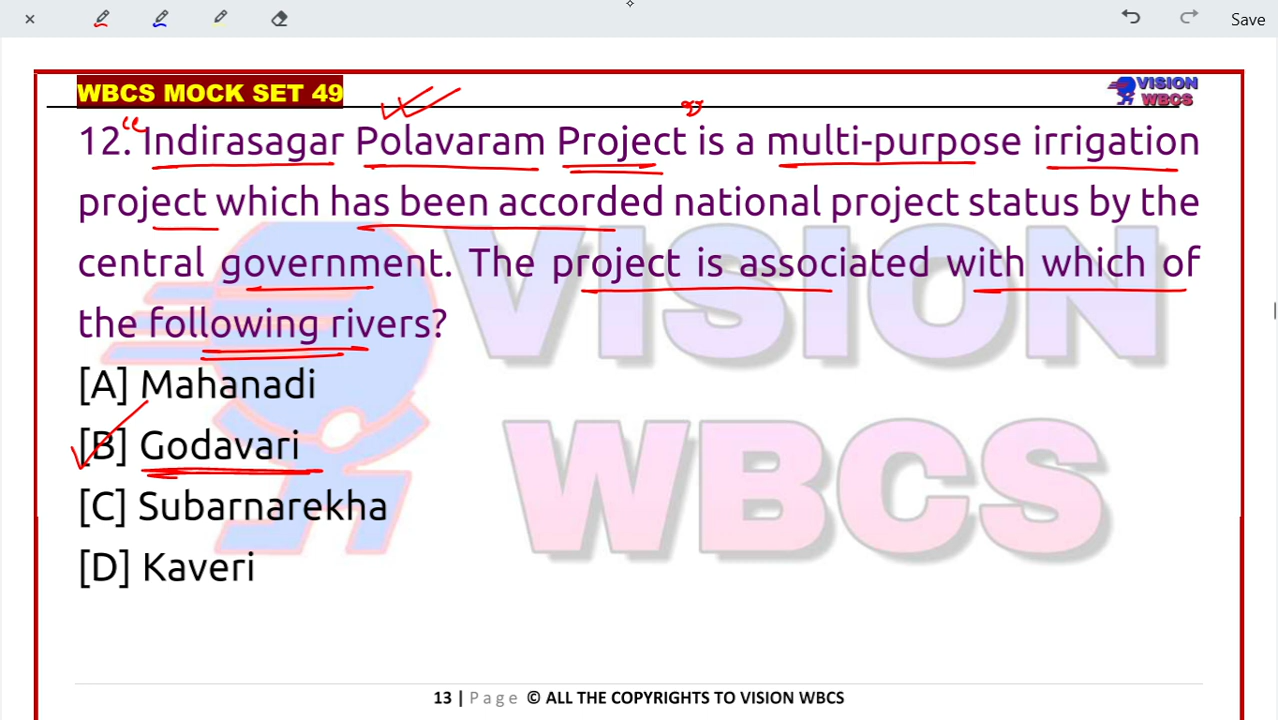 Save
WBCS MOCK SET 49
VISION
WBCS
12. Indirasagar Polavaram Project is a multi-purpose irrigation
project which has been accorded national project status by the
central government. The project is associated with which of
the following rivers?
[A] Mahanadi
[B] Godavari
[C] Subarnarekha
[D] Kaveri
VISION
WBCS
13 | Page © ALL THE COPYRIGHTS TO VISION WBCS